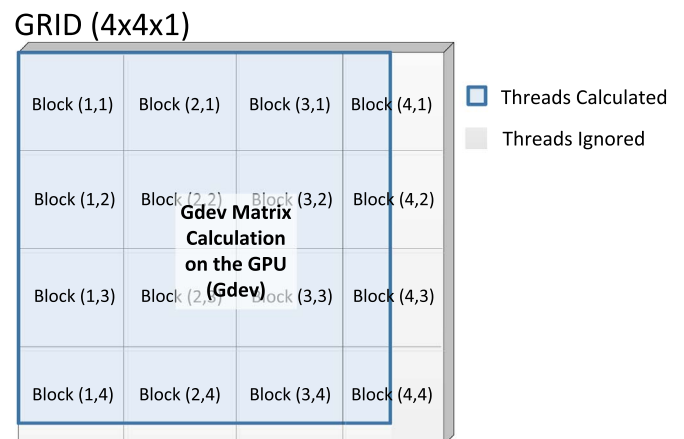 GRID (4x4x1)
Block (1,1) Block (2,1) Block (3,1) Block (4,1)
Threads Calculated
Threads Ignored
Block (1,2) Block (2,2) Block (3,2) Block (4,2)
Gdev Matrix
Calculation
on the GPU
(Gdev)
Block (1,3) Block (2,3) Block (3,3) Block (4,3)
Block (1,4) Block (2,4) Block (3,4) Block (4,4)